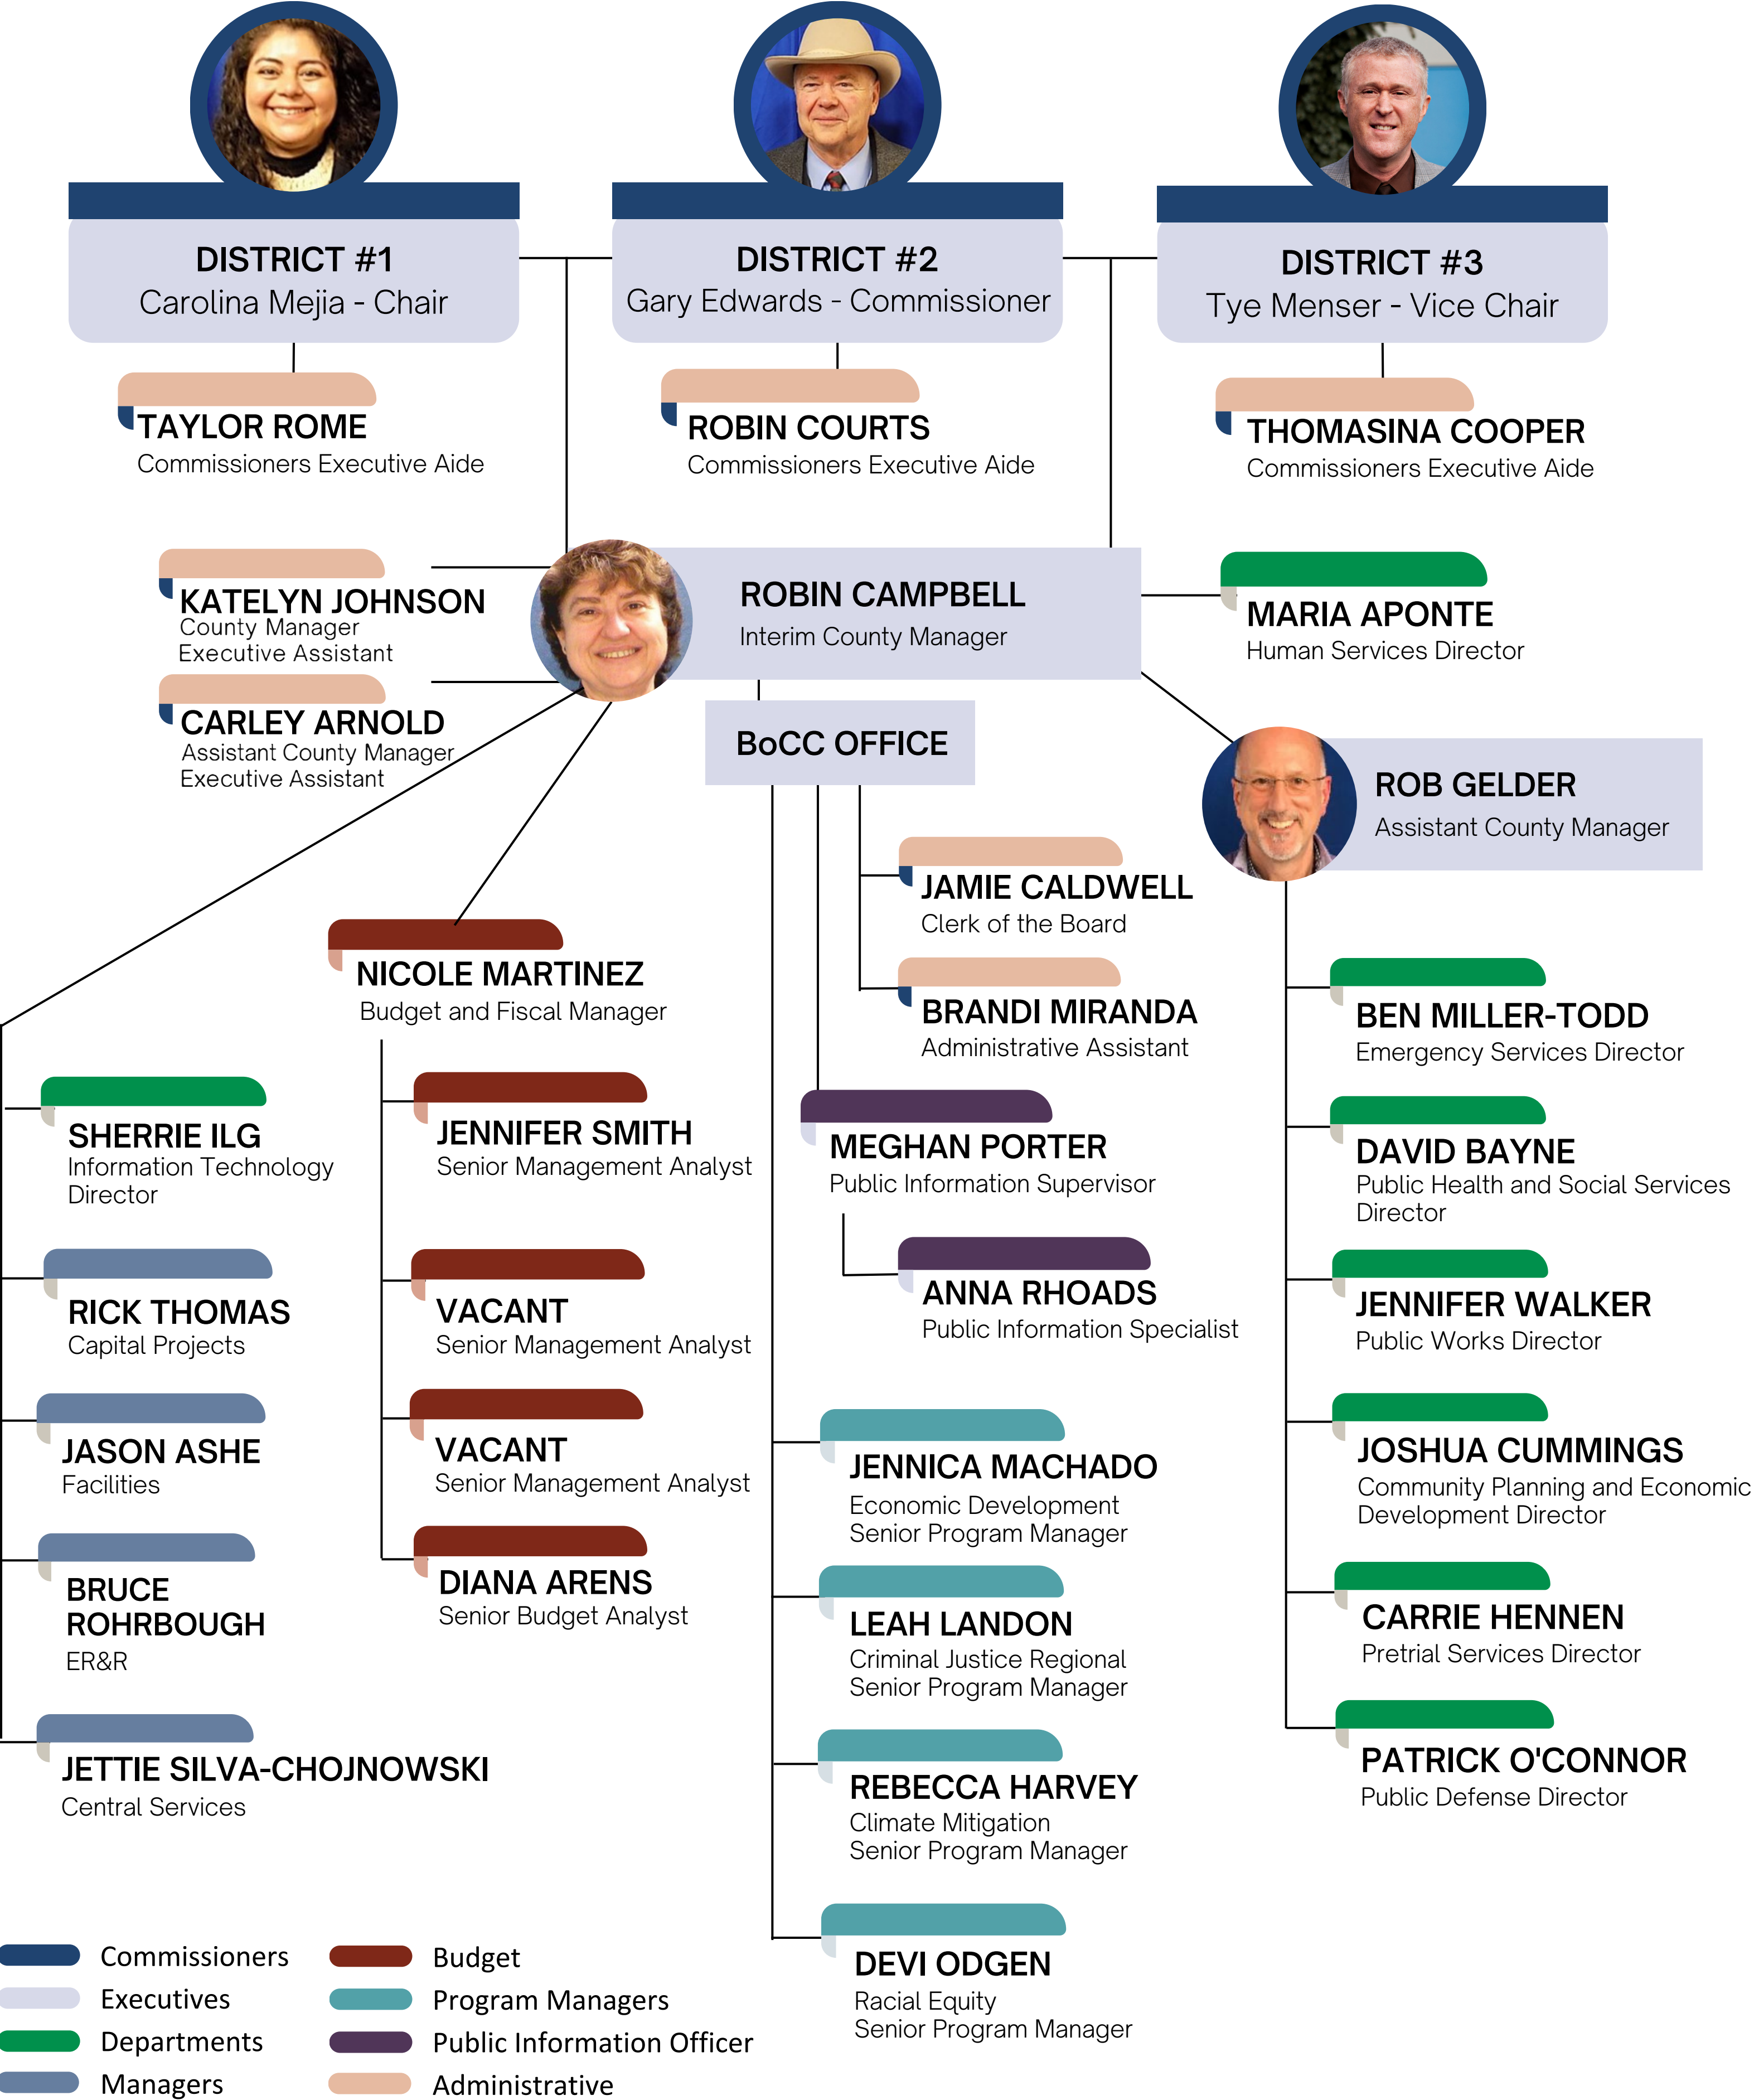 DISTRICT #1
Carolina Mejia - Chair
DISTRICT #2
Gary Edwards - Commissioner
DISTRICT #3
Tye Menser - Vice Chair
TAYLOR ROME
Commissioners Executive Aide
ROBIN COURTS
Commissioners Executive Aide
THOMASINA COOPER
Commissioners Executive Aide
KATELYN JOHNSON
County Manager
Executive Assistant
CARLEY ARNOLD
Assistant County Manager
Executive Assistant
ROBIN CAMPBELL
Interim County Manager
MARIA APONTE
Human Services Director
BoCC OFFICE
ROB GELDER
Assistant County Manager
JAMIE CALDWELL
Clerk of the Board
BRANDI MIRANDA
Administrative Assistant
NICOLE MARTINEZ
Budget and Fiscal Manager
SHERRIE ILG
Information Technology
Director
RICK THOMAS
Capital Projects
JASON ASHE
Facilities
BRUCE
ROHRBOUGH
ER&R
JETTIE SILVA-CHOJNOWSKI
Central Services
JENNIFER SMITH
Senior Management Analyst
VACANT
Senior Management Analyst
VACANT
Senior Management Analyst
DIANA ARENS
Senior Budget Analyst
MEGHAN PORTER
Public Information Supervisor
ANNA RHOADS
Public Information Specialist
JENNICA MACHADO
Economic Development
Senior Program Manager
LEAH LANDON
Criminal Justice Regional
Senior Program Manager
REBECCA HARVEY
Climate Mitigation
Senior Program Manager
DEVI ODGEN
Racial Equity
Senior Program Manager
BEN MILLER-TODD
Emergency Services Director
DAVID BAYNE
Public Health and Social Services
Director
JENNIFER WALKER
Public Works Director
JOSHUA CUMMINGS
Community Planning and Economic
Development Director
CARRIE HENNEN
Pretrial Services Director
PATRICK O'CONNOR
Public Defense Director
Commissioners
Executives
Departments
Managers
Budget
Program Managers
Public Information Officer
Administrative